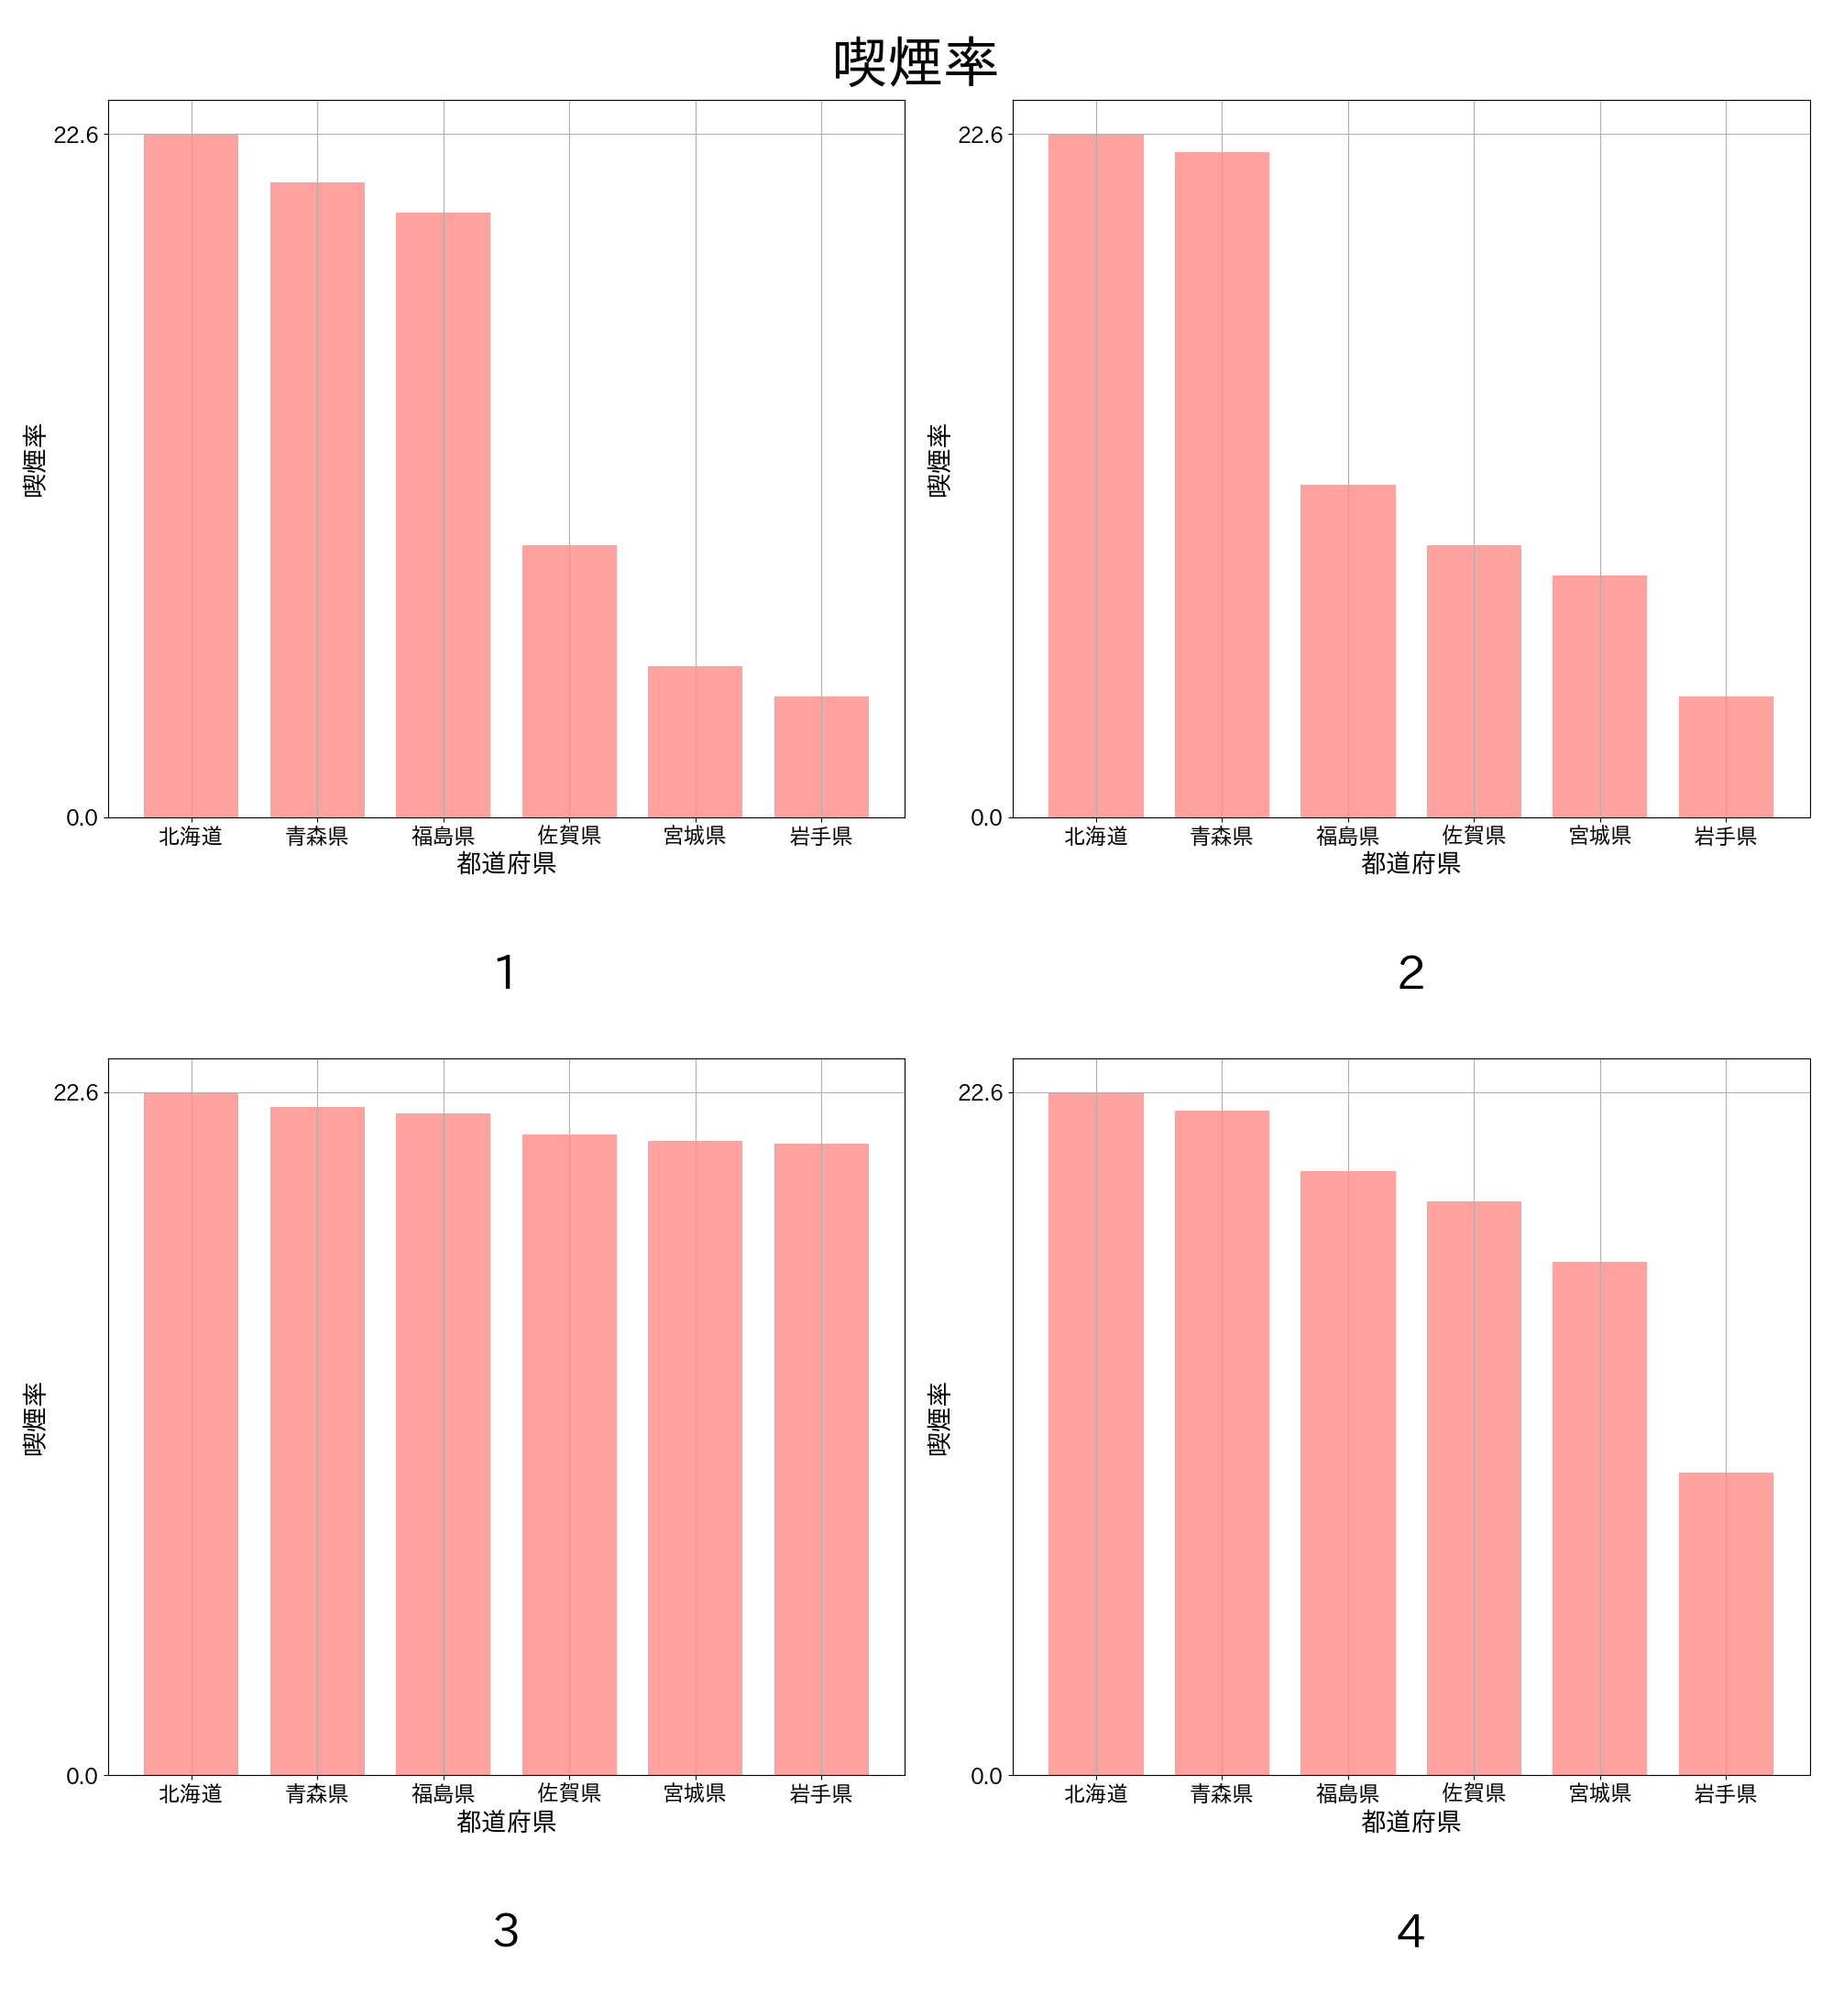 喫煙率
22.6
喫煙率
0.0
北海道 青森県 福島県 佐賀県 宮城県 岩手県
都道府県
1
22.6
喫煙率
0.0
北海道 青森県 福島県 佐賀県 宮城県 岩手県
都道府県
2
22.6
喫煙率
0.0
北海道 青森県 福島県 佐賀県 宮城県 岩手県
都道府県
3
22.6
喫煙率
0.0
北海道 青森県 福島県 佐賀県 宮城県 岩手県
都道府県
4